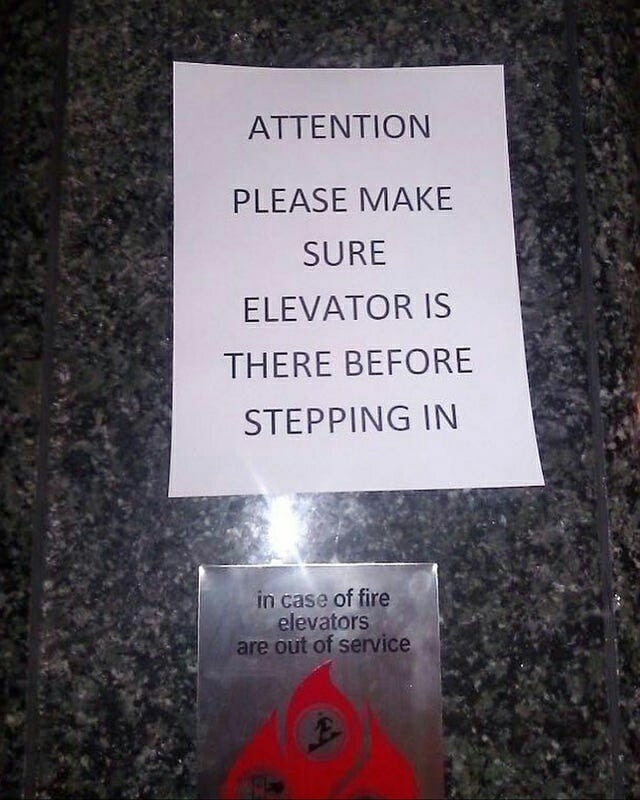 ATTENTION
PLEASE MAKE
SURE
ELEVATOR IS
THERE BEFORE
STEPPING IN
in case of fire
elevators
are out of service